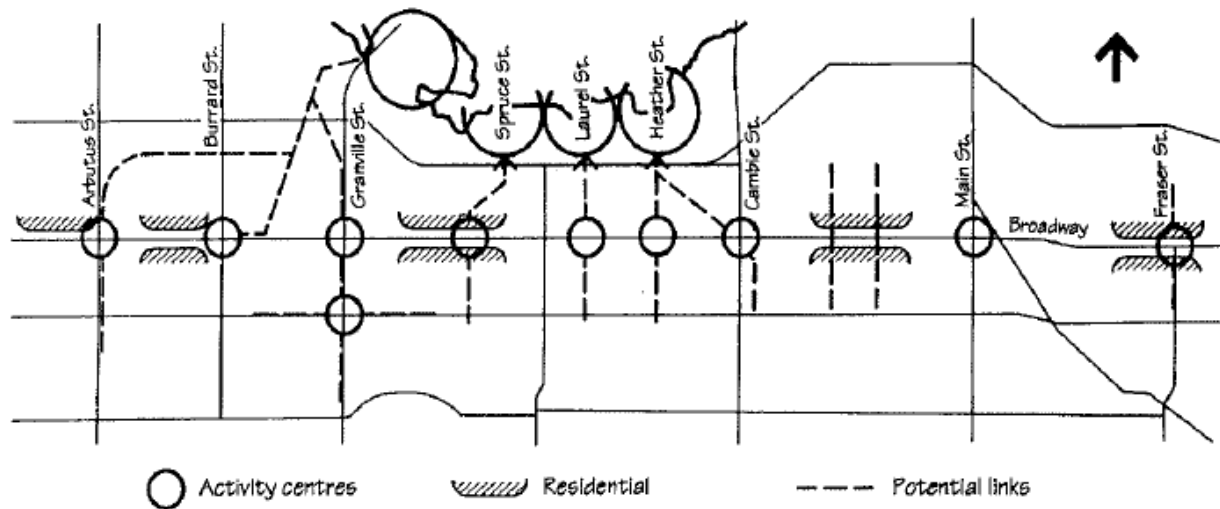 Arbutus St.
Burrard St.
Granville St.
Spruce St.
Laurel St.
Heather St.
Cambie St.
Main St.
Fraser St.
Broadway
Activity centres
Residential
Potential links